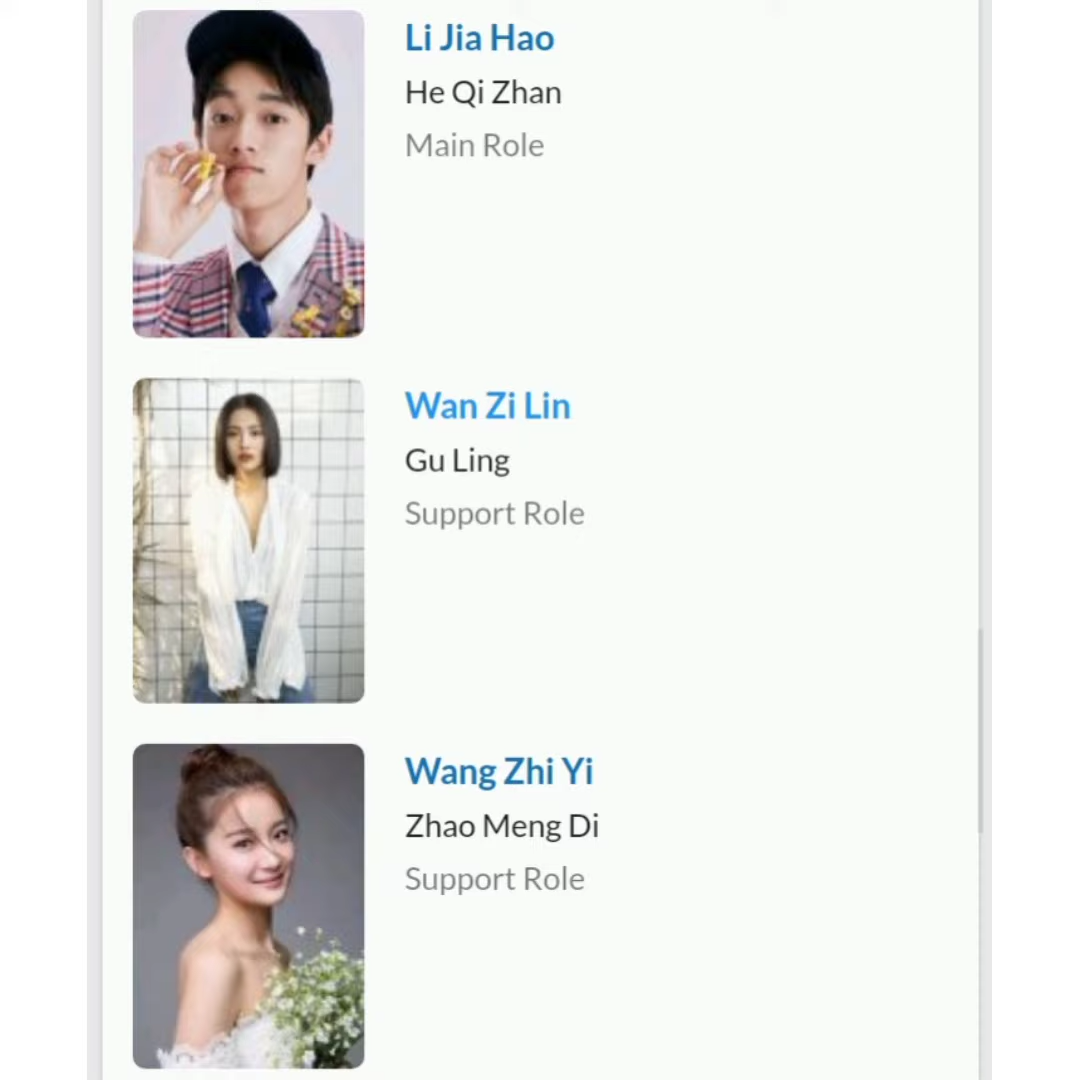 Li Jia Hao
He Qi Zhan
Main Role
Wan Zi Lin
Gu Ling
Support Role
Wang Zhi Yi
Zhao Meng Di
Support Role